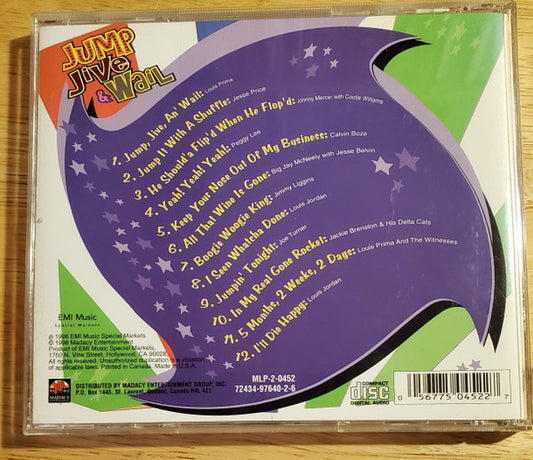 JUMP
JiVe
& WaiL
1. Jump, Jive, An' Wail: Louis Prima
2. Jump It With A Shuffle: Jesse Price
3. He Should'a Flip'd When He Flop'd: Johnny Mercer with Cootie Williams
4. Yeah! Yeah! Yeah!: Peggy Lee
5. Keep Your Nose Out Of My Business: Calvin Boze
6. All That Wine Is Gone: Big Jay McNeely with Jesse Belvin
7. Boogie Woogie King: Jimmy Liggins
8. I Seen Whatcha Done: Louis Jordan
9. Jumpin' Tonight: Joe Turner
10. In My Real Gone Rocket: Jackie Brenston & His Delta Cats
11. 5 Months, 2 Weeks, 2 Days: Louis Prima And The Witnesses
12. I'll Die Happy: Louis Jordan
EMI Music
Special Markets
℗ 1998 EMI Music Special Markets.
© 1998 Madacy Entertainment
Product of EMI Music Special Markets,
1750 N. Vine Street, Hollywood, CA 90028.
All rights reserved. Unauthorized duplication is a violation
of applicable laws. Printed in Canada. Made in U.S.A.
MADACY
DISTRIBUTED BY MADACY ENTERTAINMENT GROUP, INC.
P.O. Box 1445, St. Laurent, Quebec, Canada H4L 4Z1
MLP-2-0452
72434-97640-2-6
COMPACT
disc
DIGITAL AUDIO
0 56775 04522 7